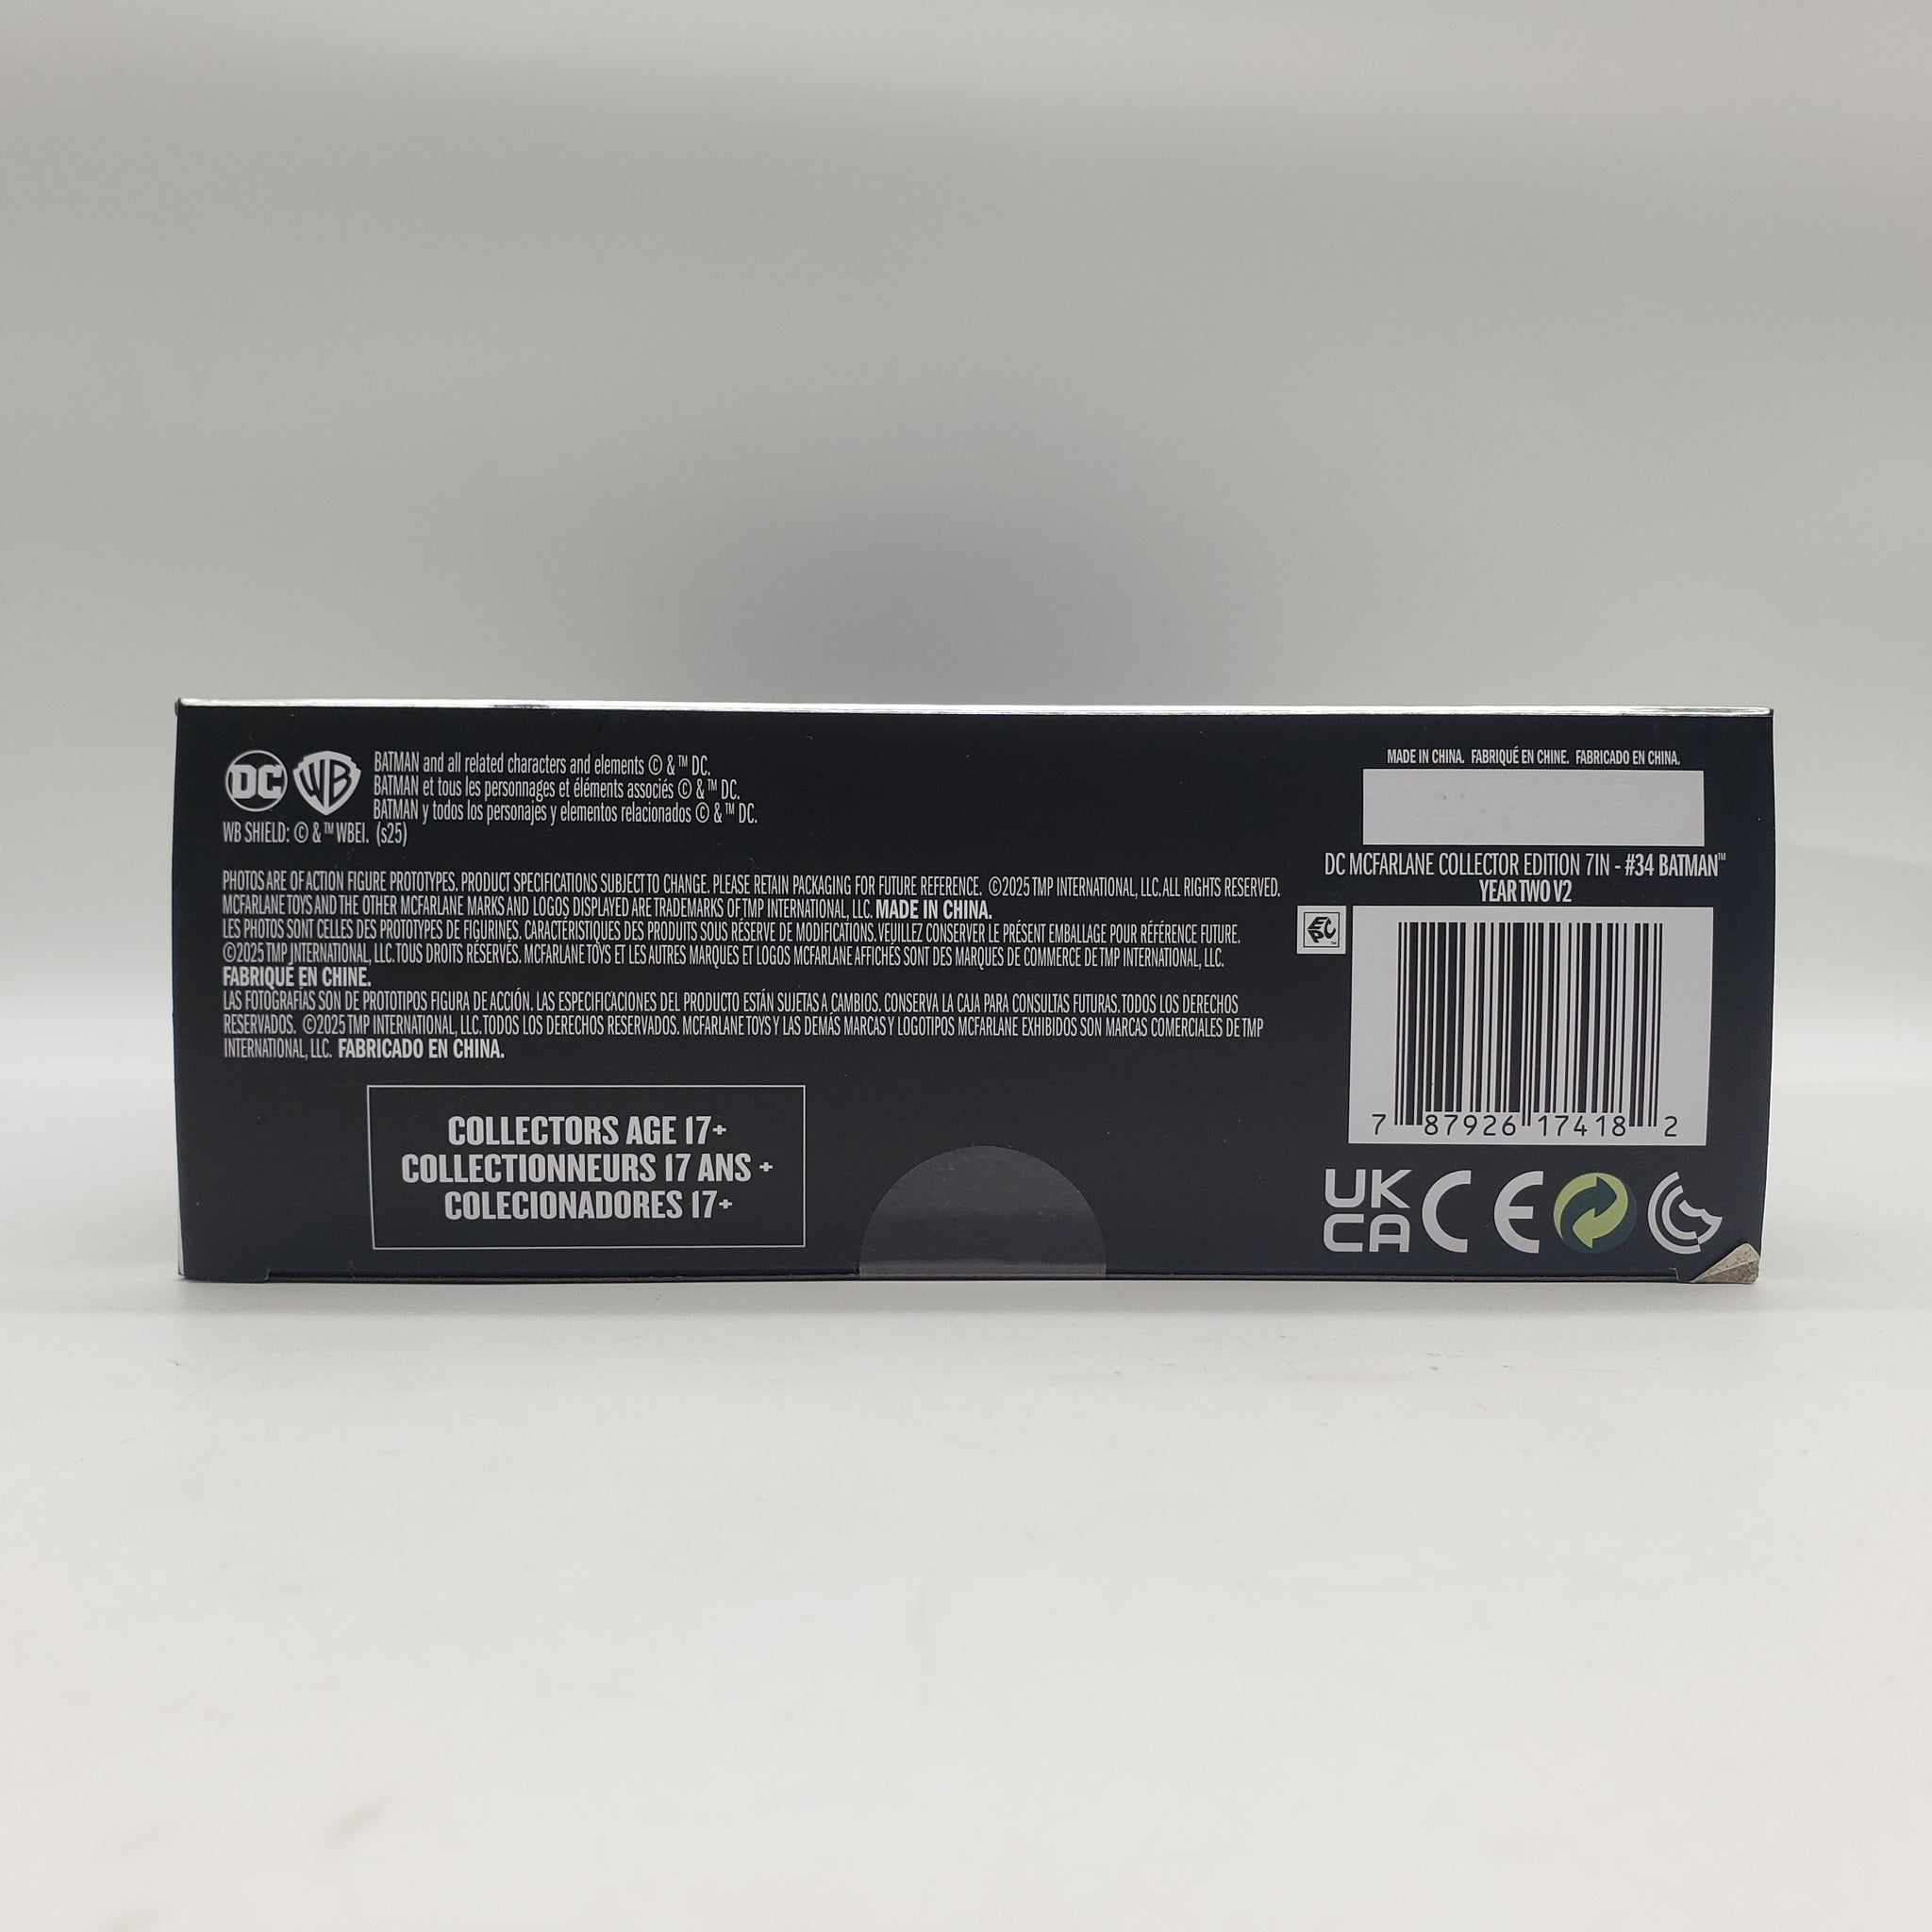 DC WB
BATMAN and all related characters and elements © & ™ DC.
BATMAN et tous les personnages et éléments associés © & ™ DC.
BATMAN y todos los personajes y elementos relacionados © & ™ DC.
WB SHIELD: © & ™ WBEI. (s25)
PHOTOS ARE OF ACTION FIGURE PROTOTYPES. PRODUCT SPECIFICATIONS SUBJECT TO CHANGE. PLEASE RETAIN PACKAGING FOR FUTURE REFERENCE. ©2025 TMP INTERNATIONAL, LLC. ALL RIGHTS RESERVED.
MCFARLANE TOYS AND THE OTHER MCFARLANE MARKS AND LOGOS DISPLAYED ARE TRADEMARKS OF TMP INTERNATIONAL, LLC. MADE IN CHINA.
LES PHOTOS SONT CELLES DES PROTOTYPES DE FIGURINES. CARACTÉRISTIQUES DES PRODUITS SOUS RÉSERVE DE MODIFICATIONS. VEUILLEZ CONSERVER LE PRÉSENT EMBALLAGE POUR RÉFÉRENCE FUTURE.
©2025 TMP INTERNATIONAL, LLC. TOUS DROITS RÉSERVÉS. MCFARLANE TOYS ET LES AUTRES MARQUES ET LOGOS MCFARLANE AFFICHÉS SONT DES MARQUES DE COMMERCE DE TMP INTERNATIONAL, LLC.
FABRIQUÉ EN CHINE.
LAS FOTOGRAFÍAS SON DE PROTOTIPOS FIGURA DE ACCIÓN. LAS ESPECIFICACIONES DEL PRODUCTO ESTÁN SUJETAS A CAMBIOS. CONSERVA LA CAJA PARA CONSULTAS FUTURAS. TODOS LOS DERECHOS
RESERVADOS. ©2025 TMP INTERNATIONAL, LLC. TODOS LOS DERECHOS RESERVADOS. MCFARLANE TOYS Y LAS DEMÁS MARCAS Y LOGOTIPOS MCFARLANE EXHIBIDOS SON MARCAS COMERCIALES DE TMP
INTERNATIONAL, LLC. FABRICADO EN CHINA.
COLLECTORS AGE 17+
COLLECTIONNEURS 17 ANS +
COLECIONADORES 17+
MADE IN CHINA. FABRIQUÉ EN CHINE. FABRICADO EN CHINA.
DC MCFARLANE COLLECTOR EDITION 7IN - #34 BATMAN™
YEAR TWO V2
EPC™
7 87926 17418 2
UK
CA CE